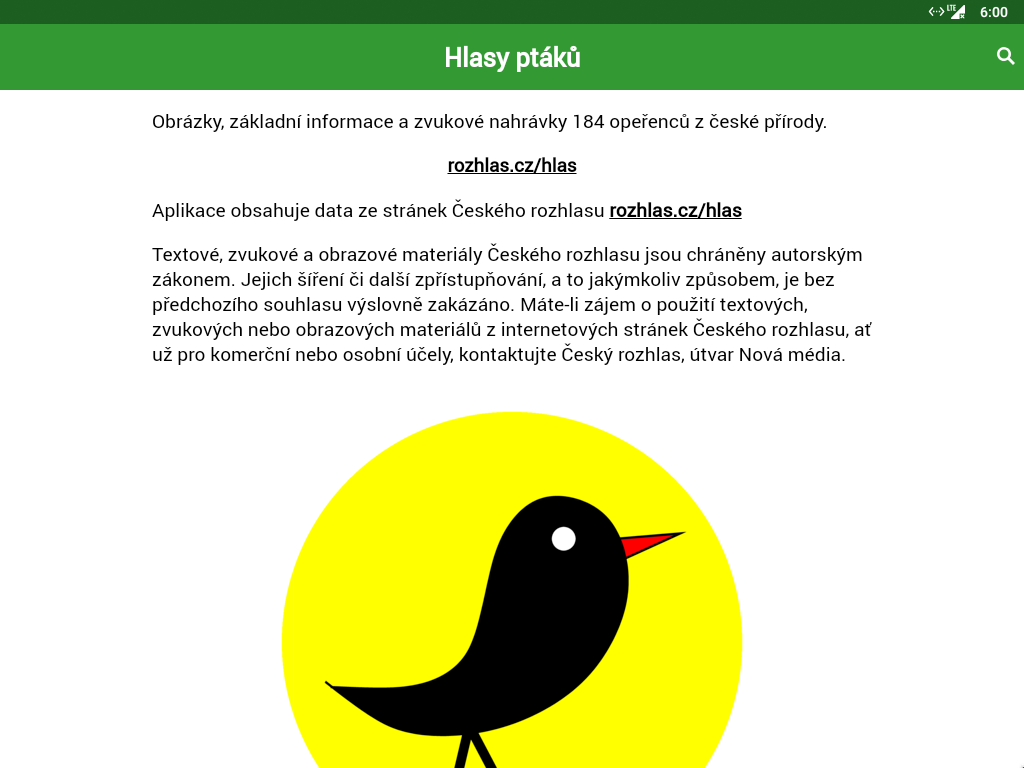 LTE 6:00
Hlasy ptáků
Obrázky, základní informace a zvukové nahrávky 184 opeřenců z české přírody.
rozhlas.cz/hlas
Aplikace obsahuje data ze stránek Českého rozhlasu rozhlas.cz/hlas
Textové, zvukové a obrazové materiály Českého rozhlasu jsou chráněny autorským
zákonem. Jejich šíření či další zpřístupňování, a to jakýmkoliv způsobem, je bez
předchozího souhlasu výslovně zakázáno. Máte-li zájem o použití textových,
zvukových nebo obrazových materiálů z internetových stránek Českého rozhlasu, ať
už pro komerční nebo osobní účely, kontaktujte Český rozhlas, útvar Nová média.